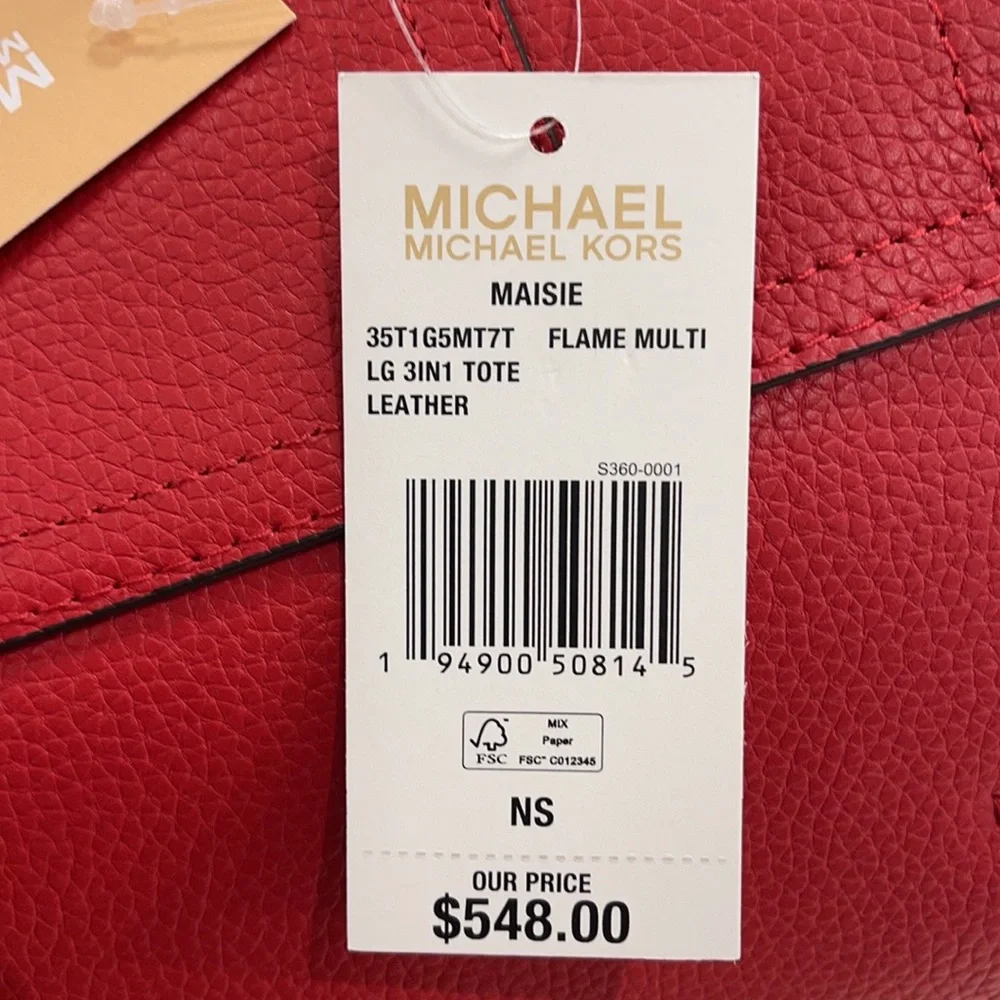 M
MICHAEL
MICHAEL KORS
MAISIE
35T1G5MT7T FLAME MULTI
LG 3IN1 TOTE
LEATHER
S360-0001
1 94900 50814 5
MIX
Paper
FSC FSC™ C012345
NS
OUR PRICE
$548.00